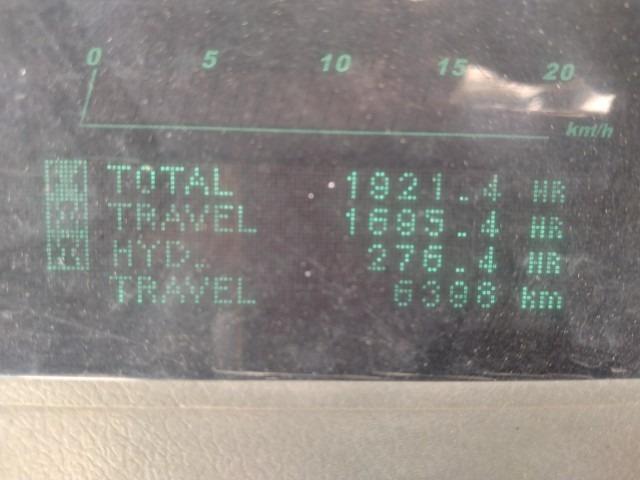 0 5 10 15 20
km/h
TOTAL 1921.4 HR
TRAVEL 1695.4 HR
HYD. 276.4 HR
TRAVEL 6398 km